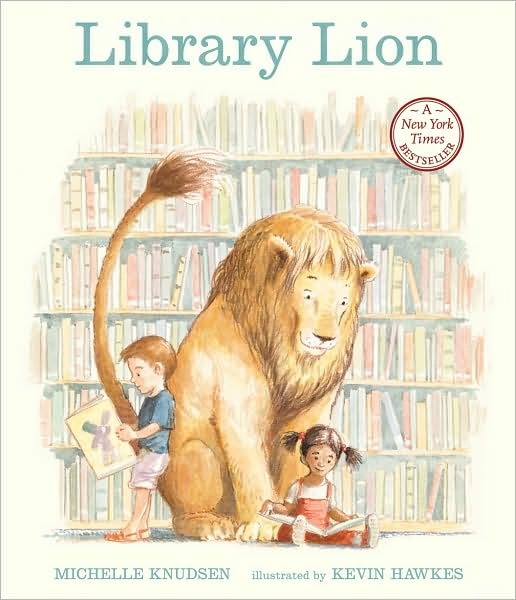 Library Lion
A
New York
Times
BESTSELLER
MICHELLE KNUDSEN illustrated by KEVIN HAWKES